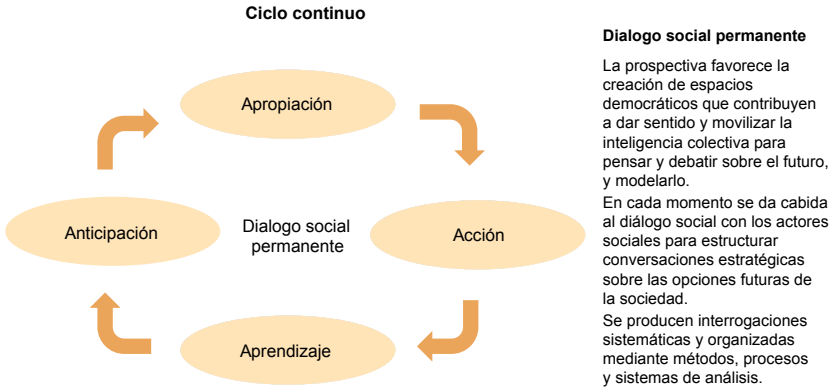 Ciclo continuo
Apropiación
Anticipación
Dialogo social
permanente
Acción
Aprendizaje
Dialogo social permanente
La prospectiva favorece la
creación de espacios
democráticos que contribuyen
a dar sentido y movilizar la
inteligencia colectiva para
pensar y debatir sobre el futuro,
y modelarlo.
En cada momento se da cabida
al diálogo social con los actores
sociales para estructurar
conversaciones estratégicas
sobre las opciones futuras de
la sociedad.
Se producen interrogaciones
sistemáticas y organizadas
mediante métodos, procesos
y sistemas de análisis.